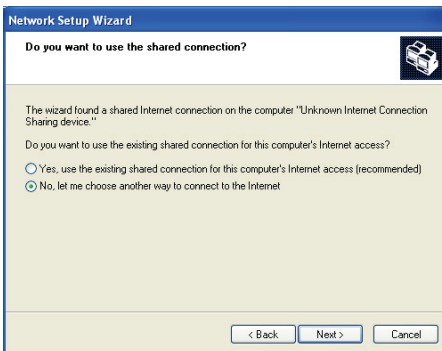 Network Setup Wizard
Do you want to use the shared connection?
The wizard found a shared Internet connection on the computer "Unknown Internet Connection
Sharing device."
Do you want to use the existing shared connection for this computer's Internet access?
Yes, use the existing shared connection for this computer's Internet access (recommended)
No, let me choose another way to connect to the Internet
< Back Next > Cancel